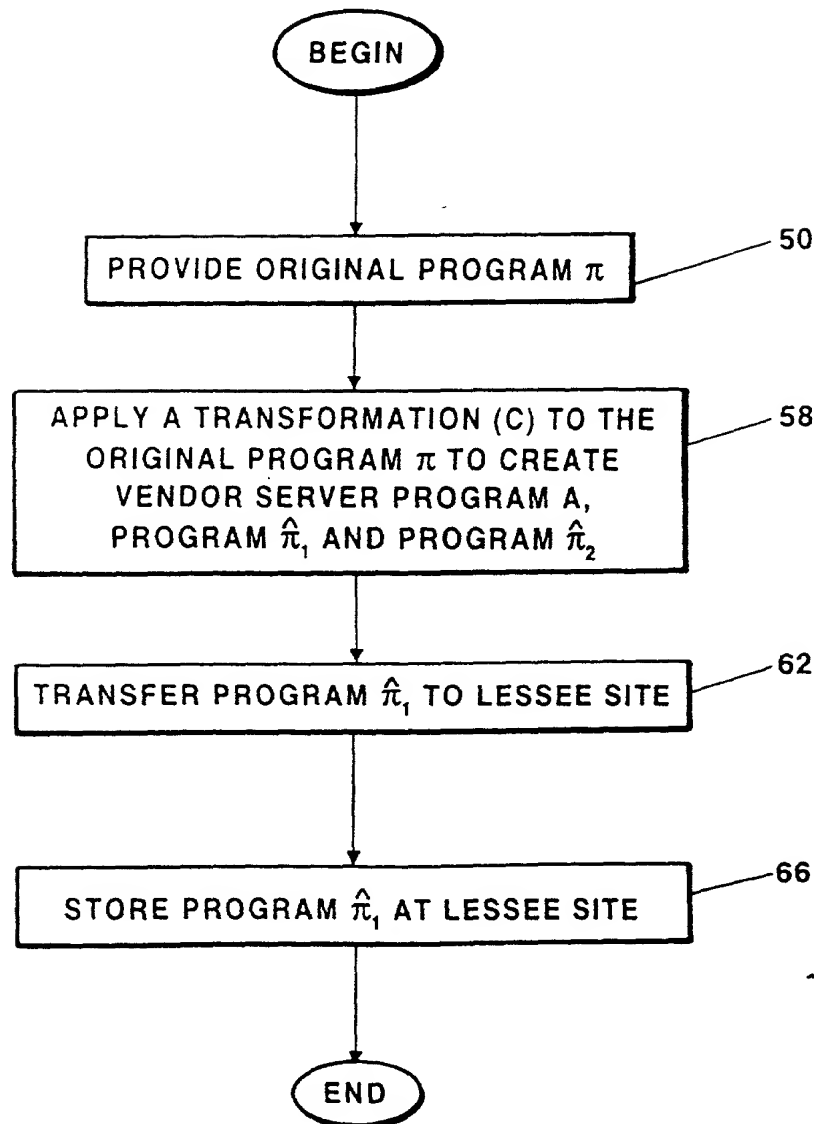 BEGIN
PROVIDE ORIGINAL PROGRAM π
50
APPLY A TRANSFORMATION (C) TO THE
ORIGINAL PROGRAM π TO CREATE
VENDOR SERVER PROGRAM A,
PROGRAM π̂₁ AND PROGRAM π̂₂
58
TRANSFER PROGRAM π̂₁ TO LESSEE SITE
62
STORE PROGRAM π̂₁ AT LESSEE SITE
66
END